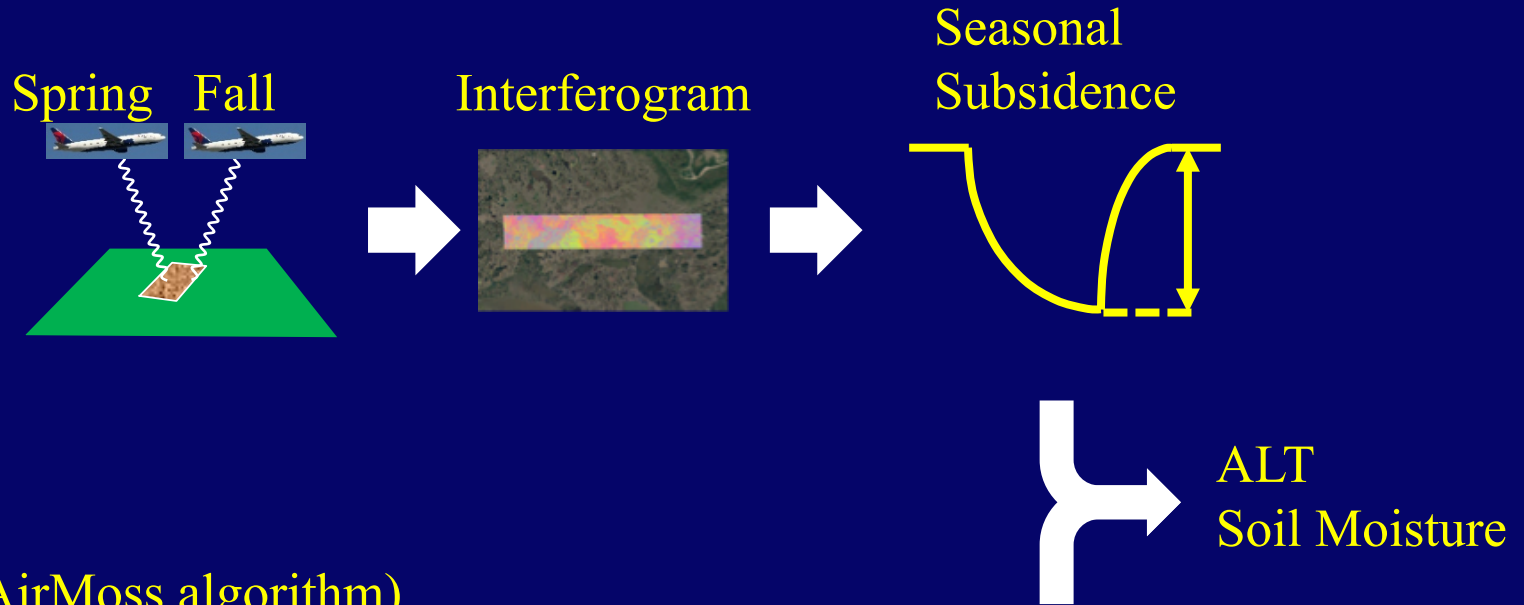 Seasonal
Subsidence
Spring Fall
Interferogram
ALT
Soil Moisture
AirMoss algorithm)